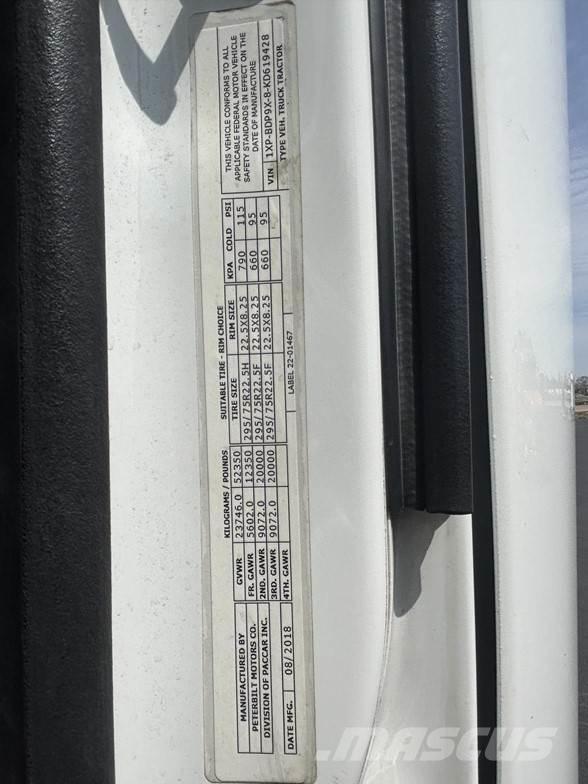 MANUFACTURED BY
PETERBILT MOTORS CO.
DIVISION OF PACCAR INC.
DATE MFG. 08/2018
KILOGRAMS / POUNDS SUITABLE TIRE - RIM CHOICE
GVWR 23746.0 52350 TIRE SIZE RIM SIZE KPA COLD PSI
FR. GAWR 5602.0 12350 295/75R22.5H 22.5X8.25 790 115
2ND. GAWR 9072.0 20000 295/75R22.5F 22.5X8.25 660 95
3RD. GAWR 9072.0 20000 295/75R22.5F 22.5X8.25 660 95
4TH. GAWR
LABEL 22-01467
THIS VEHICLE CONFORMS TO ALL
APPLICABLE FEDERAL MOTOR VEHICLE
SAFETY STANDARDS IN EFFECT ON THE
DATE OF MANUFACTURE
VIN 1XP-BDP9X-8-KD619428
TYPE VEH. TRUCK TRACTOR
MASCUS